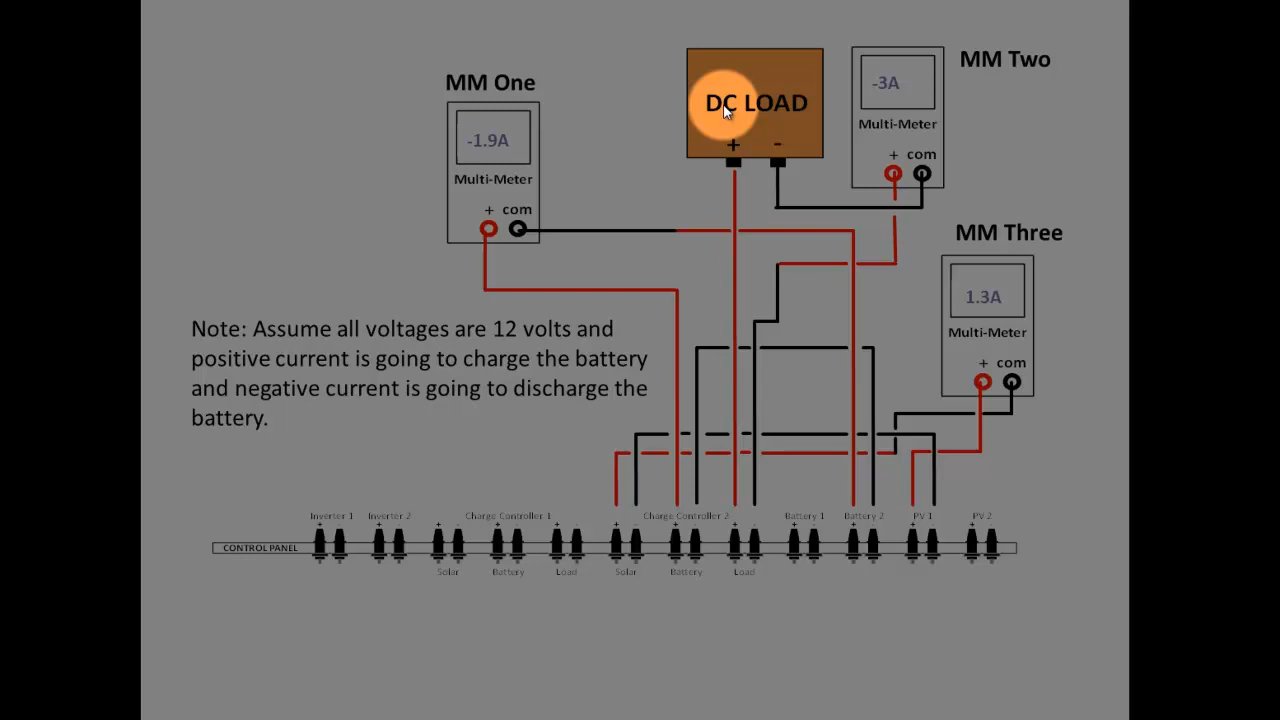 MM One
-1.9A
Multi-Meter
+ com
DC LOAD
+ -
MM Two
-3A
Multi-Meter
+ com
MM Three
1.3A
Multi-Meter
+ com
Note: Assume all voltages are 12 volts and
positive current is going to charge the battery
and negative current is going to discharge the
battery.
Inverter 1 Inverter 2 Charge Controller 1 Charge Controller 2 Battery 1 Battery 2 PV 1 PV 2
+ - + - + - + - + - + - + - + - + - + - + - + -
CONTROL PANEL
Solar Battery Load Solar Battery Load